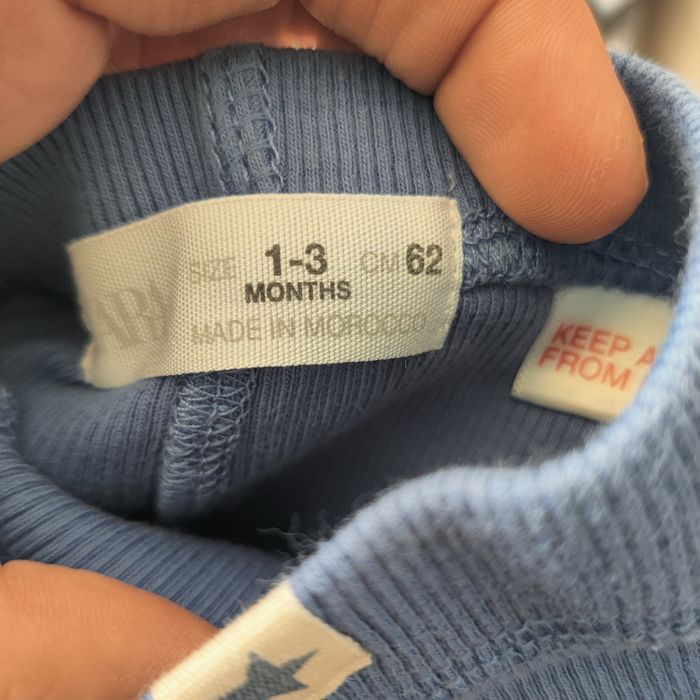 SIZE 1-3 CM 62
MONTHS
MADE IN MOROCCO
KEEP
FROM